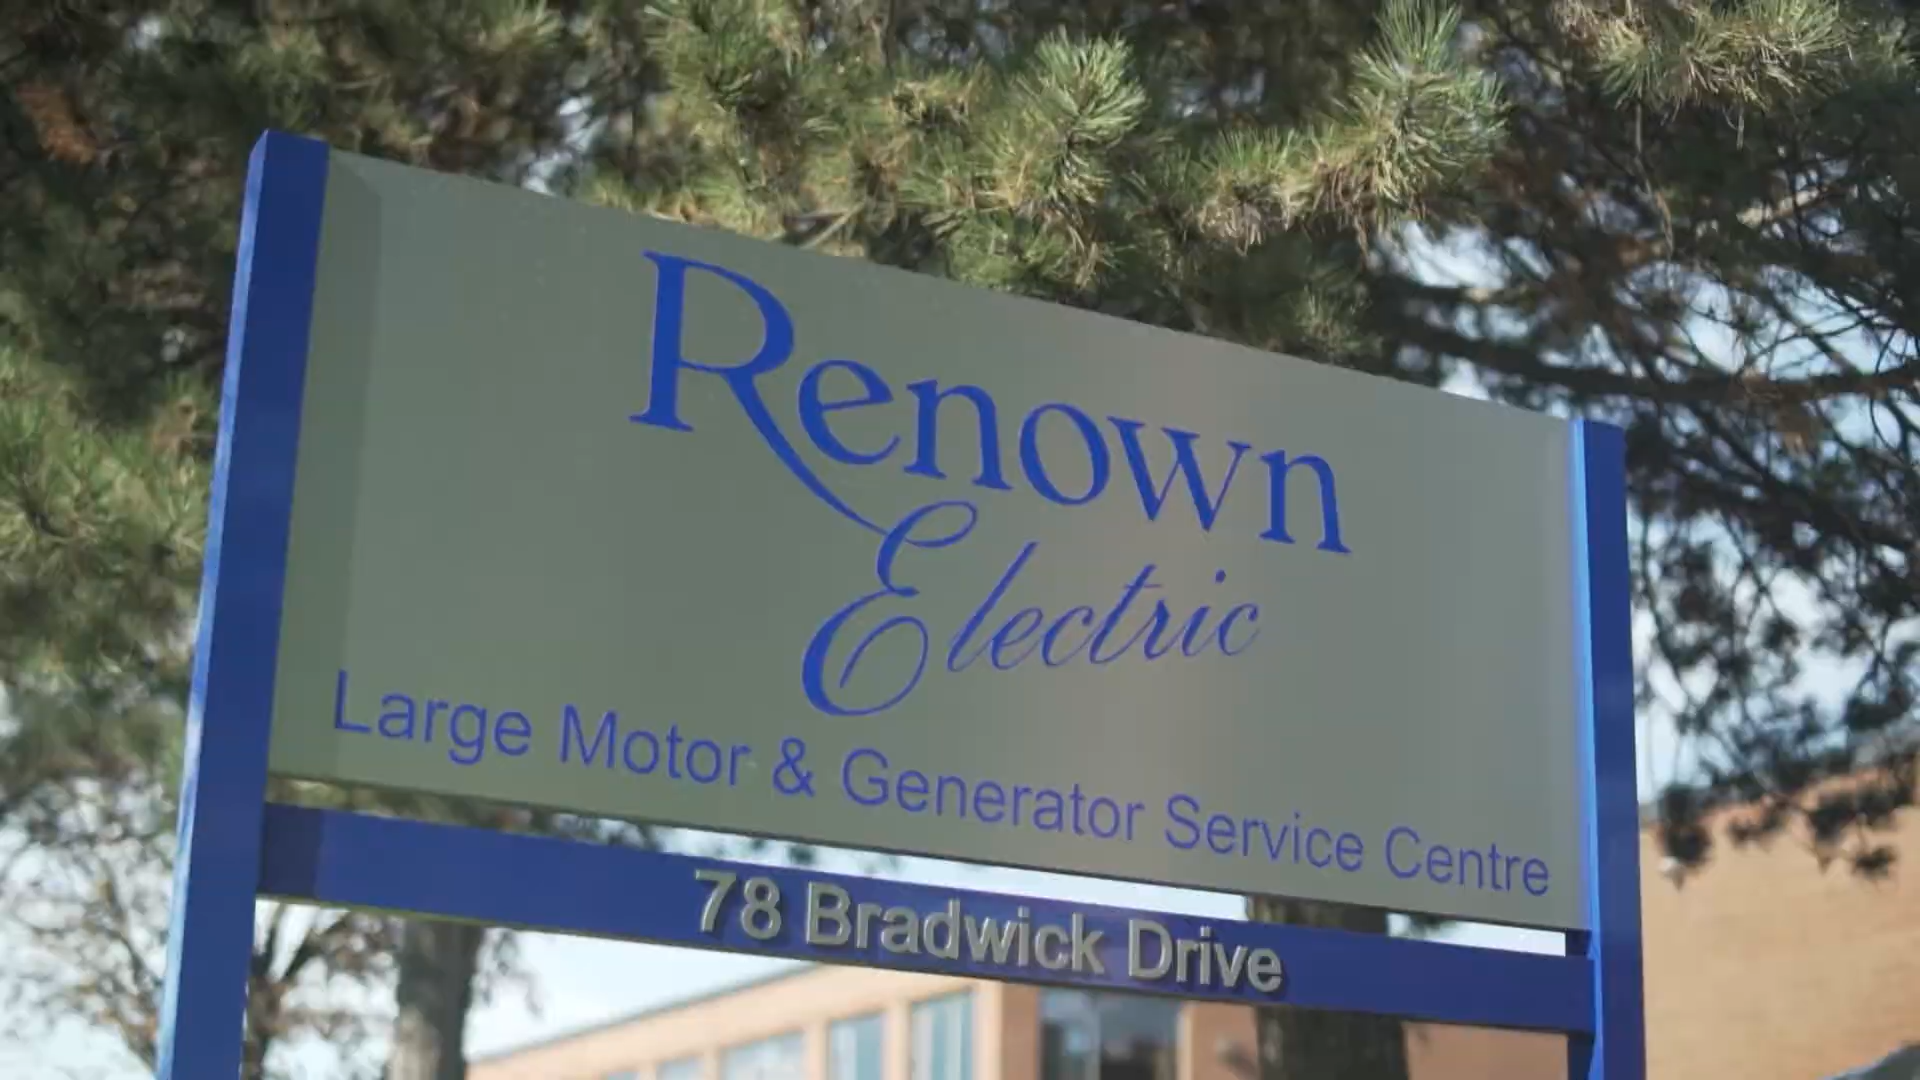 Renown
Electric
Large Motor & Generator Service Centre
78 Bradwick Drive